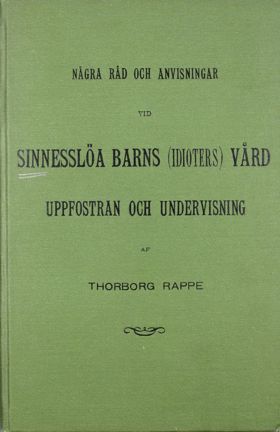 NÅGRA RÅD OCH ANVISNINGAR
VID
SINNESSLÖA BARNS (IDIOTERS) VÅRD
UPPFOSTRAN OCH UNDERVISNING
AF
THORBORG RAPPE